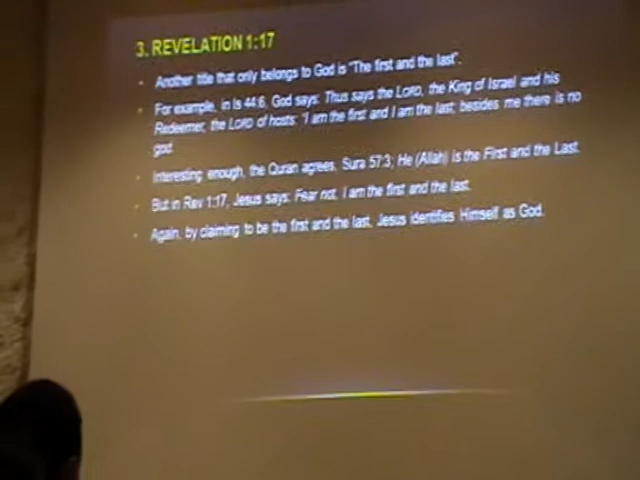 3. REVELATION 1:17
• Another title that only belongs to God is "The first and the last".
• For example, in Is 44:6, God says: Thus says the LORD, the King of Israel and his
Redeemer, the LORD of hosts: 'I am the first and I am the last; besides me there is no
god.
• Interesting enough, the Quran agrees, Sura 57:3; He (Allah) is the First and the Last.
• But in Rev 1:17, Jesus says: Fear not, I am the first and the last.
• Again, by claiming to be the first and the last, Jesus identifies Himself as God.